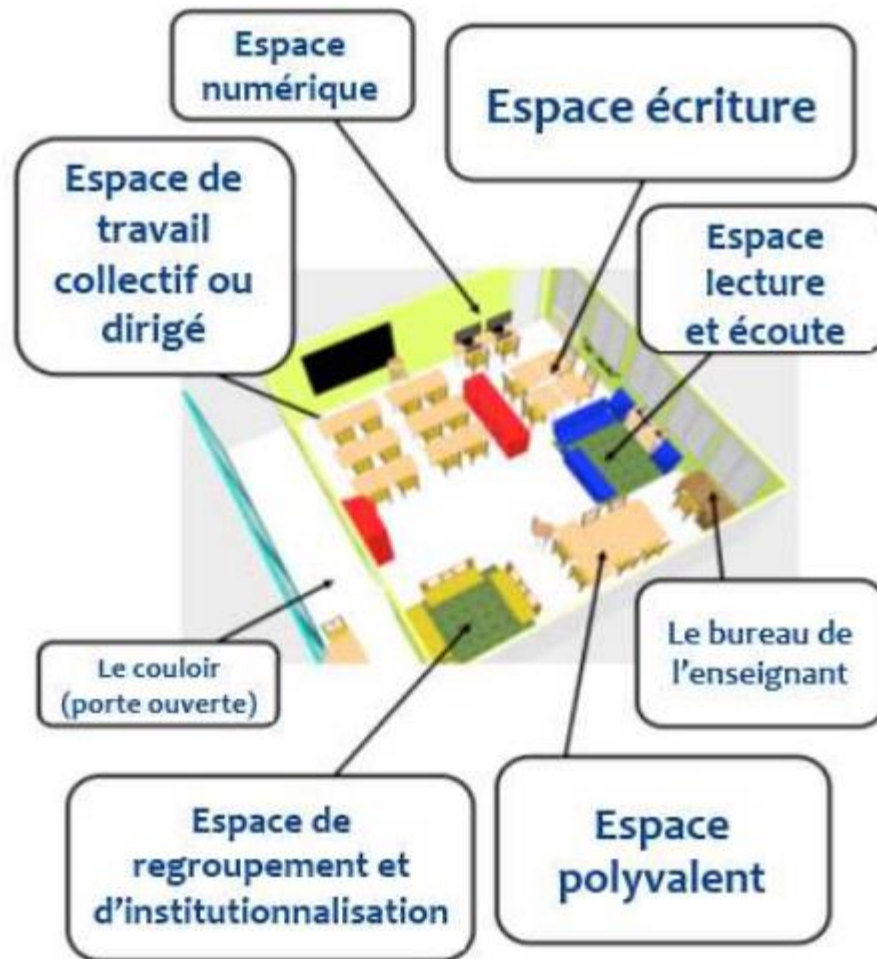 Espace
numérique
Espace écriture
Espace de
travail
collectif ou
dirigé
Espace
lecture
et écoute
Le couloir
(porte ouverte)
Le bureau de
l'enseignant
Espace de
regroupement et
d'institutionnalisation
Espace
polyvalent